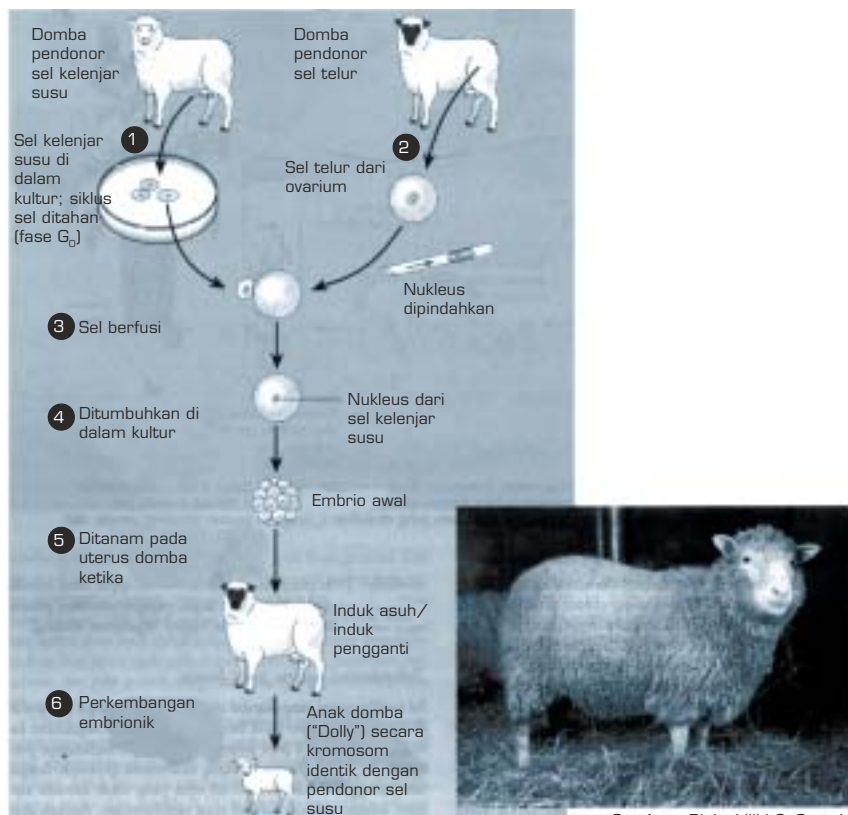 Domba
pendonor
sel kelenjar
susu
Domba
pendonor
sel telur
1
Sel kelenjar
susu di
dalam
kultur; siklus
sel ditahan
(fase G0)
2
Sel telur dari
ovarium
Nukleus
dipindahkan
3 Sel berfusi
4 Ditumbuhkan di
dalam kultur
Nukleus dari
sel kelenjar
susu
Embrio awal
5 Ditanam pada
uterus domba
ketika
Induk asuh/
induk
pengganti
6 Perkembangan
embrionik
Anak domba
("Dolly") secara
kromosom
identik dengan
pendonor sel
susu